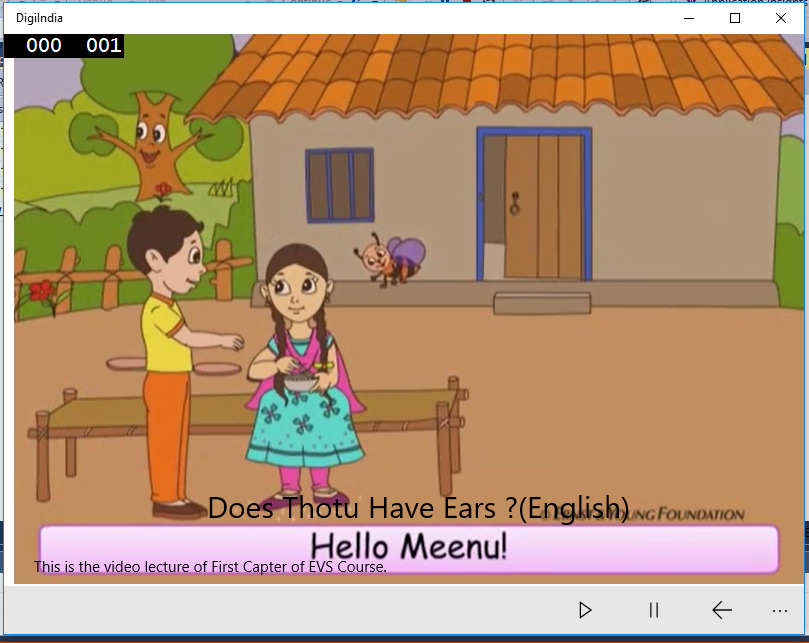 DigiIndia
000 001
Does Thotu Have Ears ?(English)
YOUNG FOUNDATION
Hello Meenu!
This is the video lecture of First Capter of EVS Course.